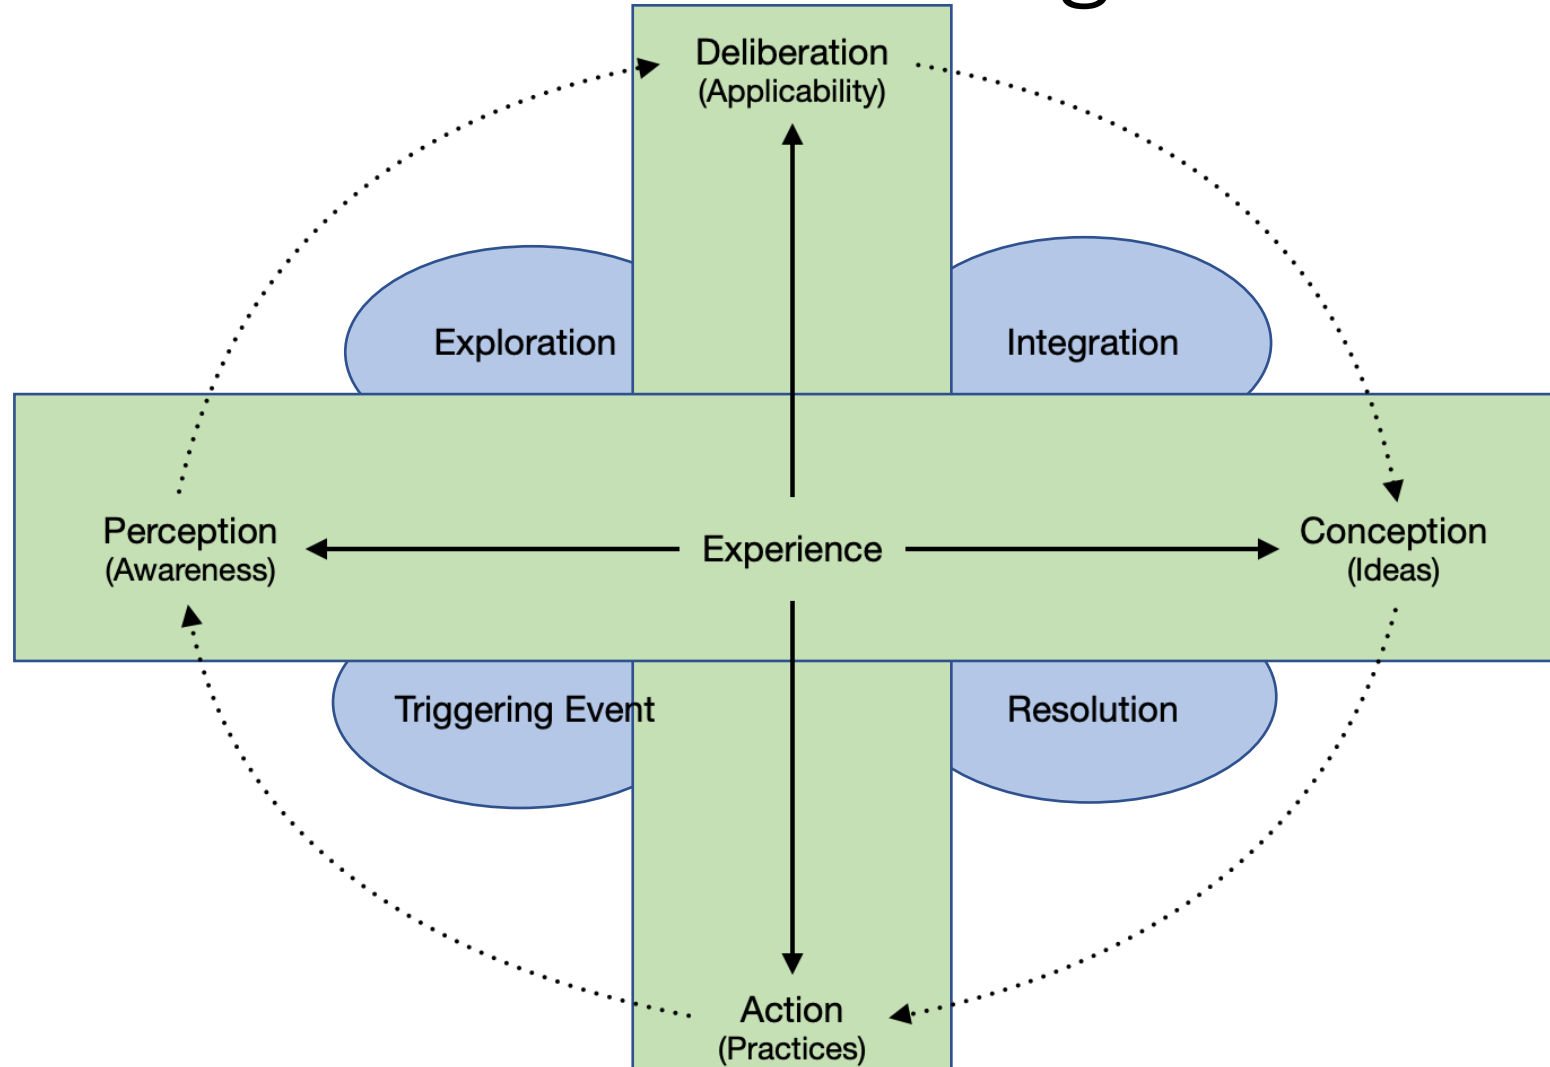 g
Deliberation
(Applicability)
Exploration
Integration
Perception
(Awareness)
Experience
Conception
(Ideas)
Triggering Event
Resolution
Action
(Practices)